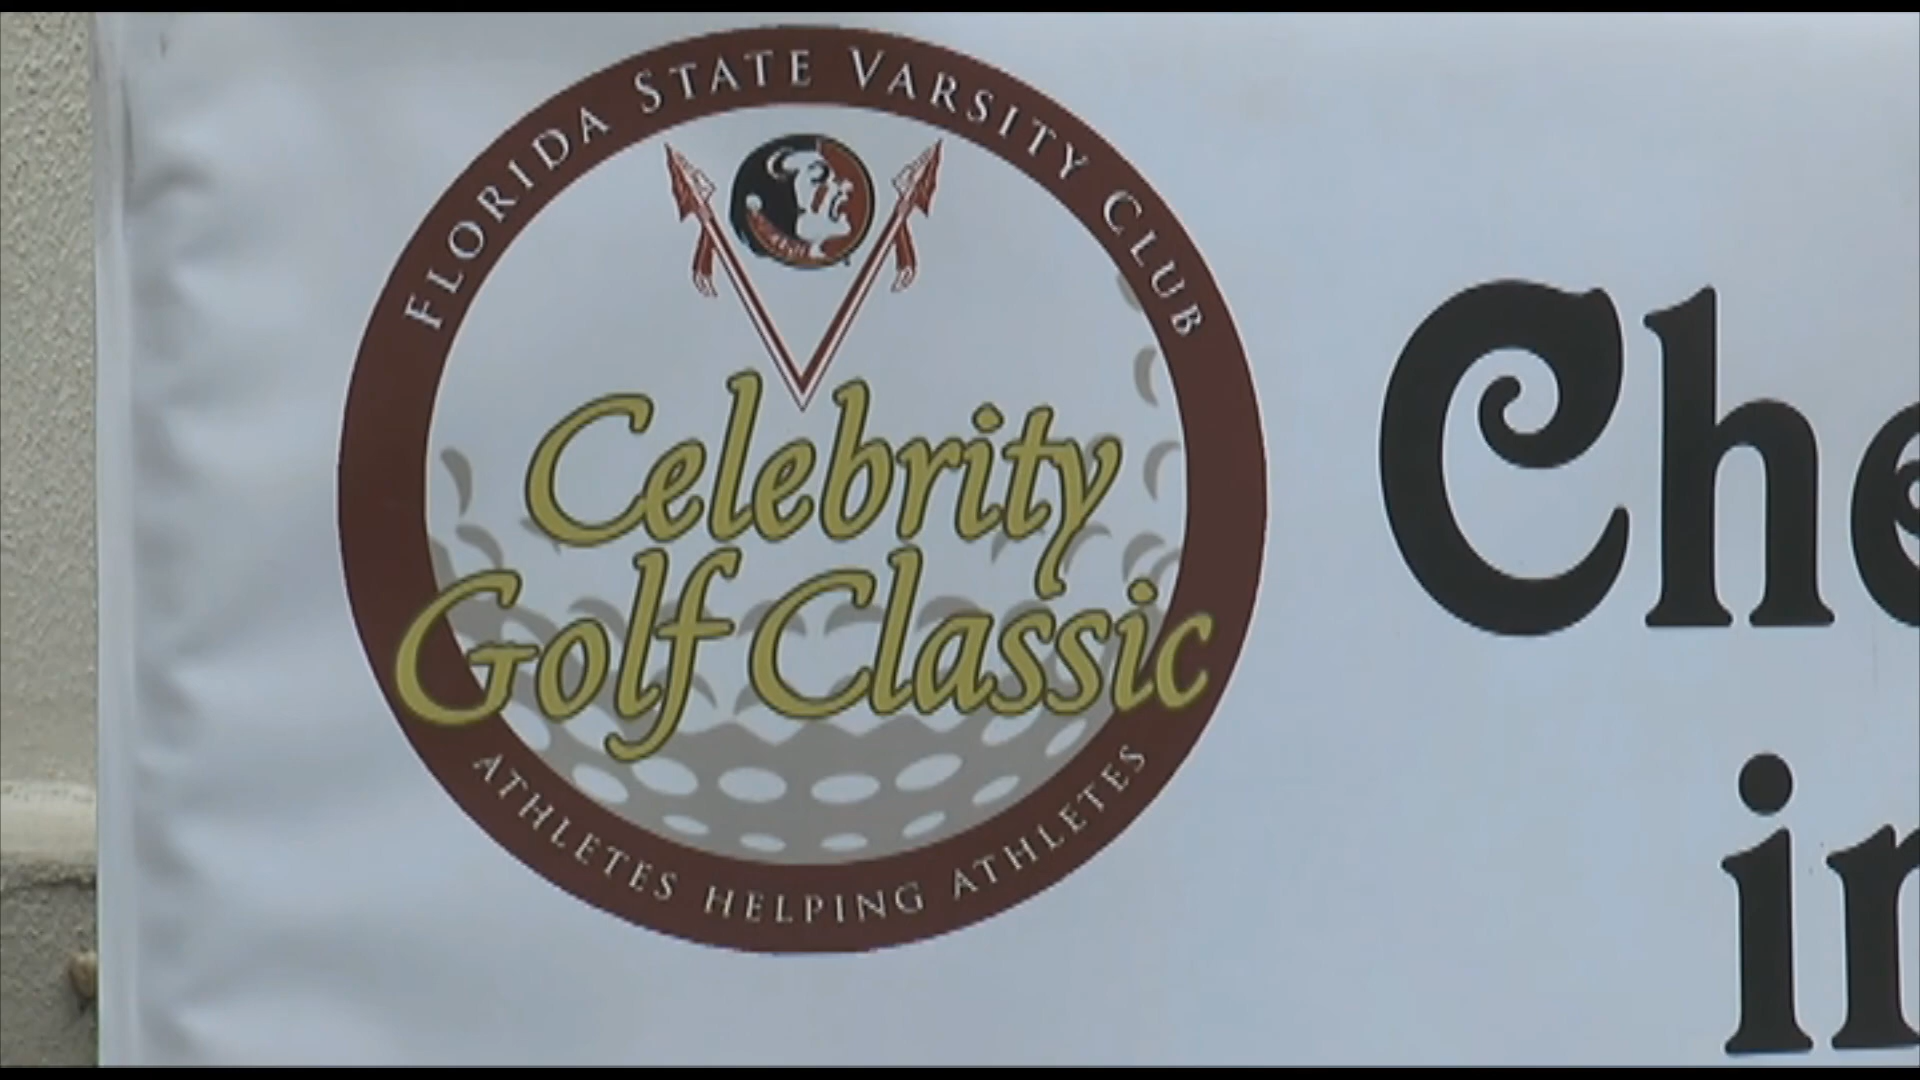 FLORIDA STATE VARSITY CLUB
Celebrity
Golf Classic
ATHLETES HELPING ATHLETES